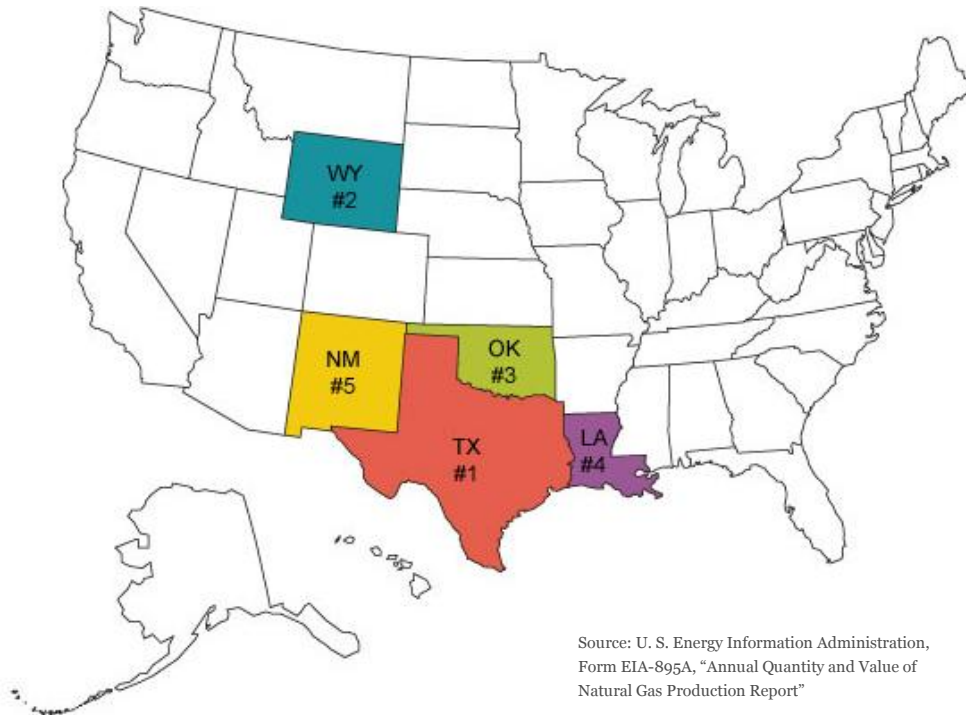 WY
#2
NM
#5
OK
#3
TX
#1
LA
#4
Source: U. S. Energy Information Administration,
Form EIA-895A, “Annual Quantity and Value of
Natural Gas Production Report”